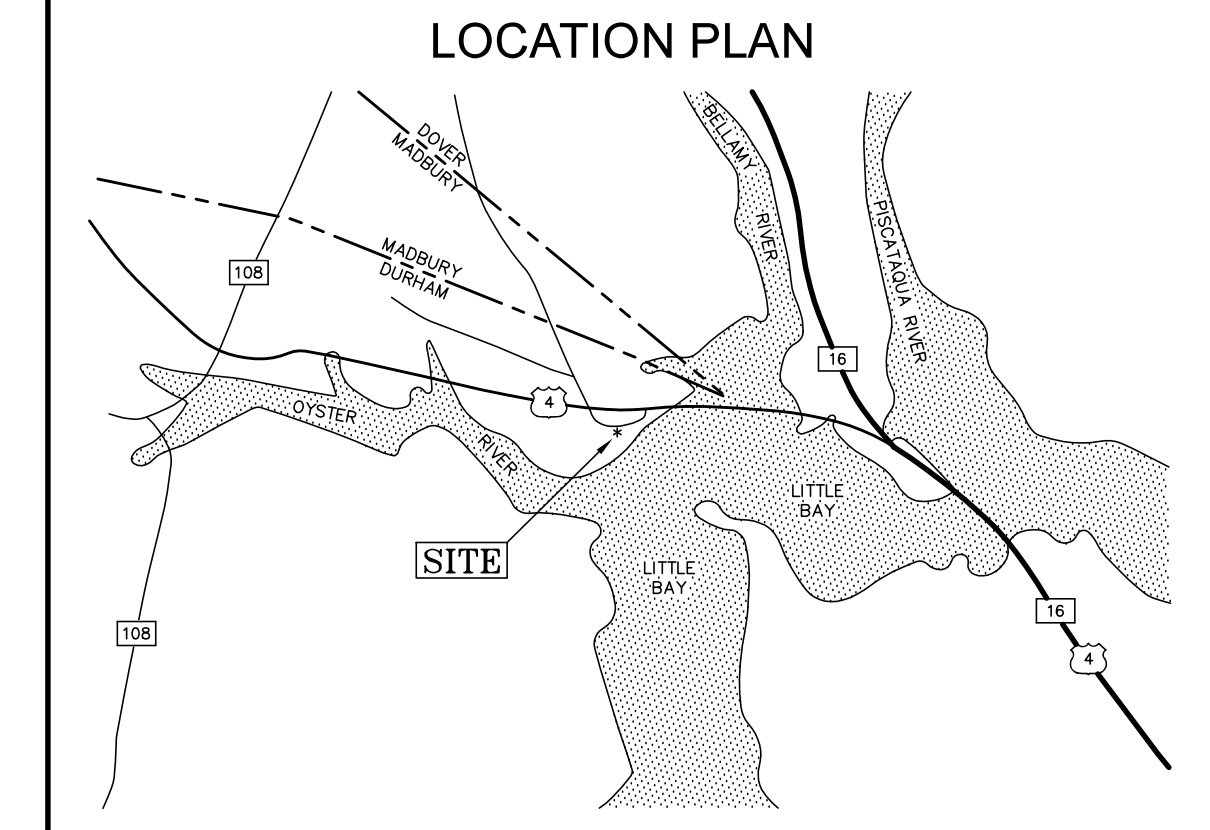 LOCATION PLAN
BELLAMY
RIVER
PISCATAQUA RIVER
DOVER
MADBURY
MADBURY
DURHAM
108
16
4
OYSTER
RIVER
*
LITTLE
BAY
SITE
LITTLE
BAY
16
108
4